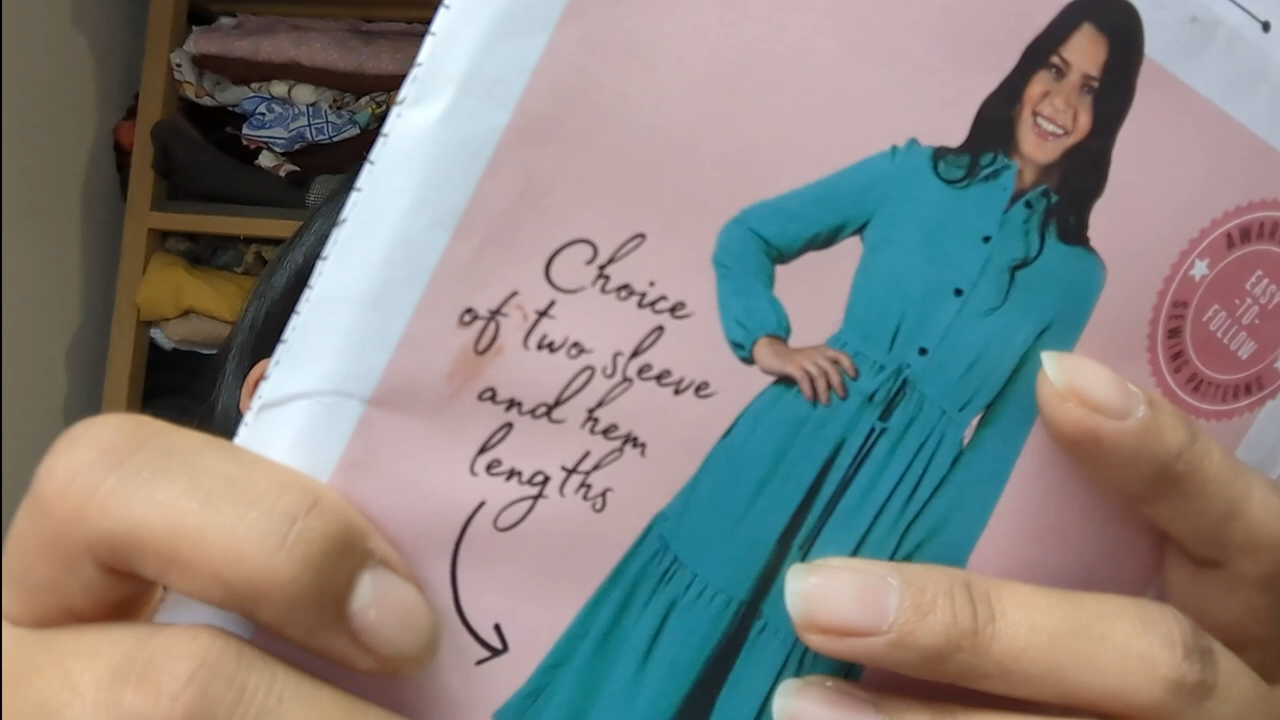 Choice
of two sleeve
and hem
lengths
EASY
-TO-
FOLLOW
SEWING PATTERNS